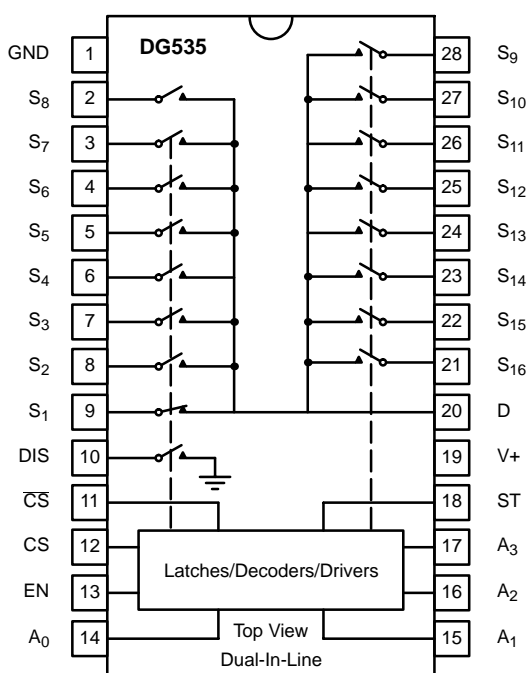 DG535
GND 1 28 S9
S8 2 27 S10
S7 3 26 S11
S6 4 25 S12
S5 5 24 S13
S4 6 23 S14
S3 7 22 S15
S2 8 21 S16
S1 9 20 D
DIS 10 19 V+
C̅S̅ 11 18 ST
CS 12 17 A3
Latches/Decoders/Drivers
EN 13 16 A2
A0 14 15 A1
Top View
Dual-In-Line